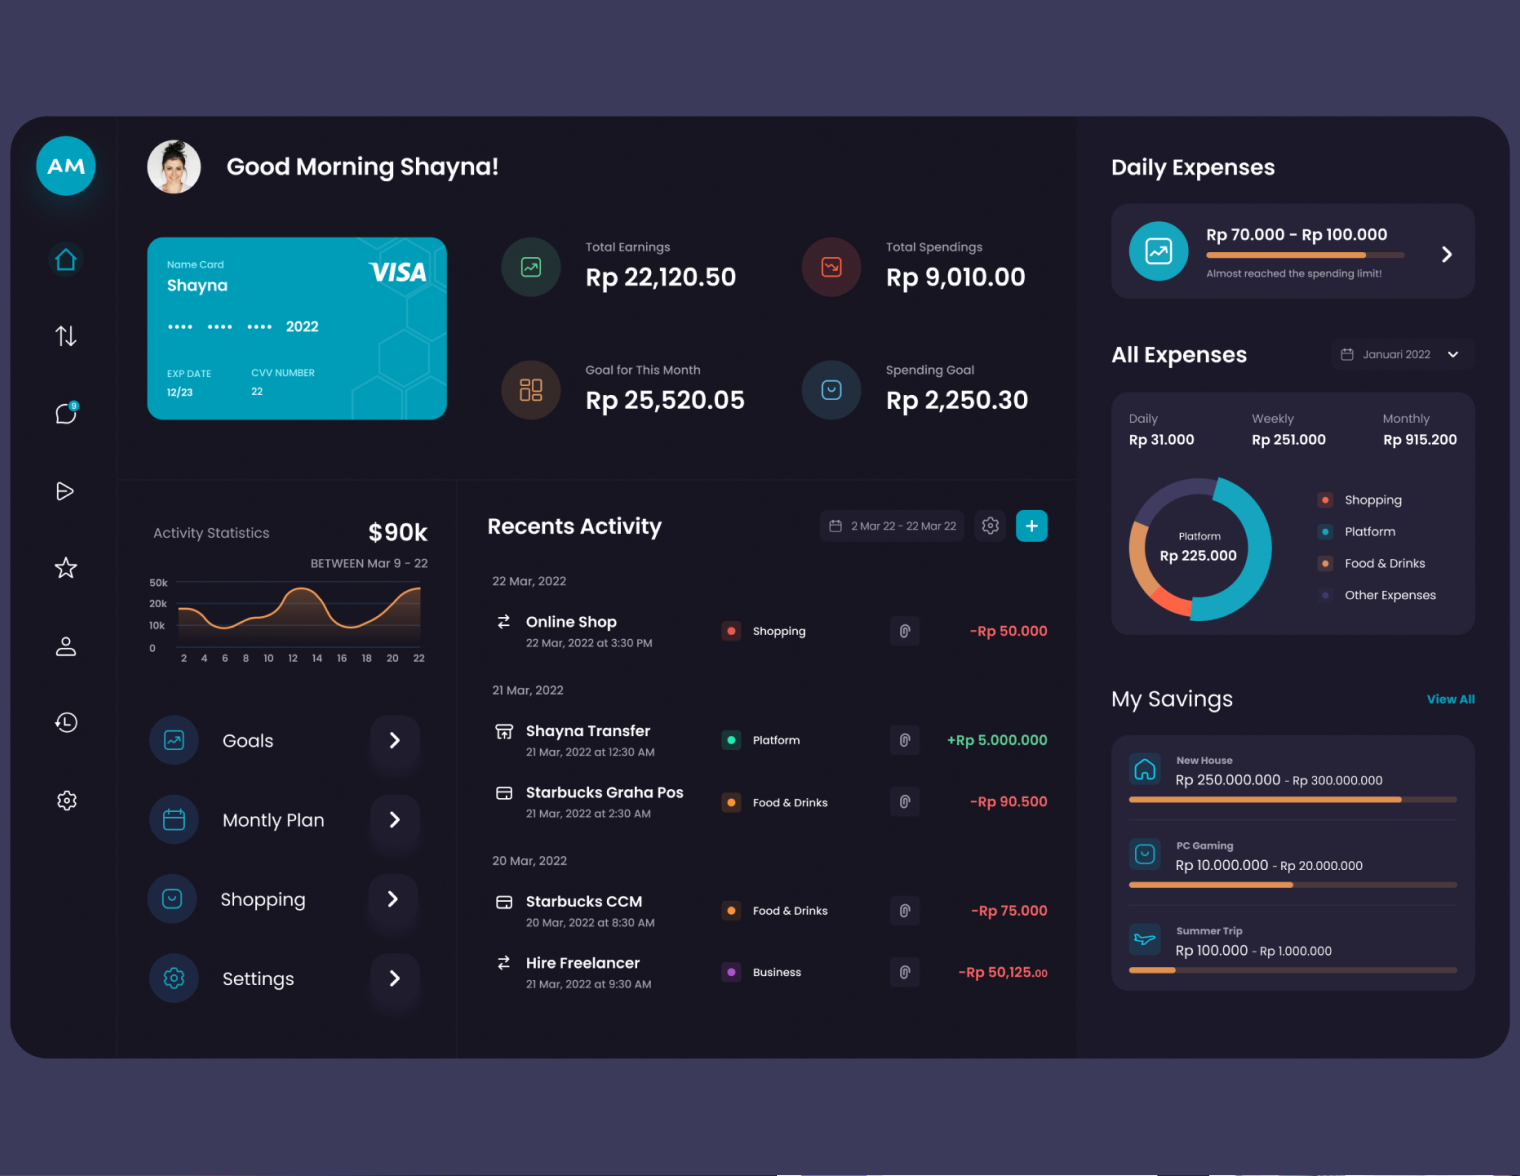 AM
Good Morning Shayna!
Name Card
Shayna
VISA
•••• •••• •••• 2022
EXP DATE
12/23
CVV NUMBER
22
Total Earnings
Rp 22,120.50
Total Spendings
Rp 9,010.00
Goal for This Month
Rp 25,520.05
Spending Goal
Rp 2,250.30
9
Activity Statistics
$90k
BETWEEN Mar 9 - 22
50k
20k
10k
0
2 4 6 8 10 12 14 16 18 20 22
Goals
Montly Plan
Shopping
Settings
Recents Activity
2 Mar 22 - 22 Mar 22
22 Mar, 2022
Online Shop
22 Mar, 2022 at 3:30 PM
Shopping
-Rp 50.000
21 Mar, 2022
Shayna Transfer
21 Mar, 2022 at 12:30 AM
Platform
+Rp 5.000.000
Starbucks Graha Pos
21 Mar, 2022 at 2:30 AM
Food & Drinks
-Rp 90.500
20 Mar, 2022
Starbucks CCM
20 Mar, 2022 at 8:30 AM
Food & Drinks
-Rp 75.000
Hire Freelancer
21 Mar, 2022 at 9:30 AM
Business
-Rp 50,125.00
Daily Expenses
Rp 70.000 - Rp 100.000
Almost reached the spending limit!
All Expenses
Januari 2022
Daily
Rp 31.000
Weekly
Rp 251.000
Monthly
Rp 915.200
Platform
Rp 225.000
Shopping
Platform
Food & Drinks
Other Expenses
My Savings
View All
New House
Rp 250.000.000 - Rp 300.000.000
PC Gaming
Rp 10.000.000 - Rp 20.000.000
Summer Trip
Rp 100.000 - Rp 1.000.000